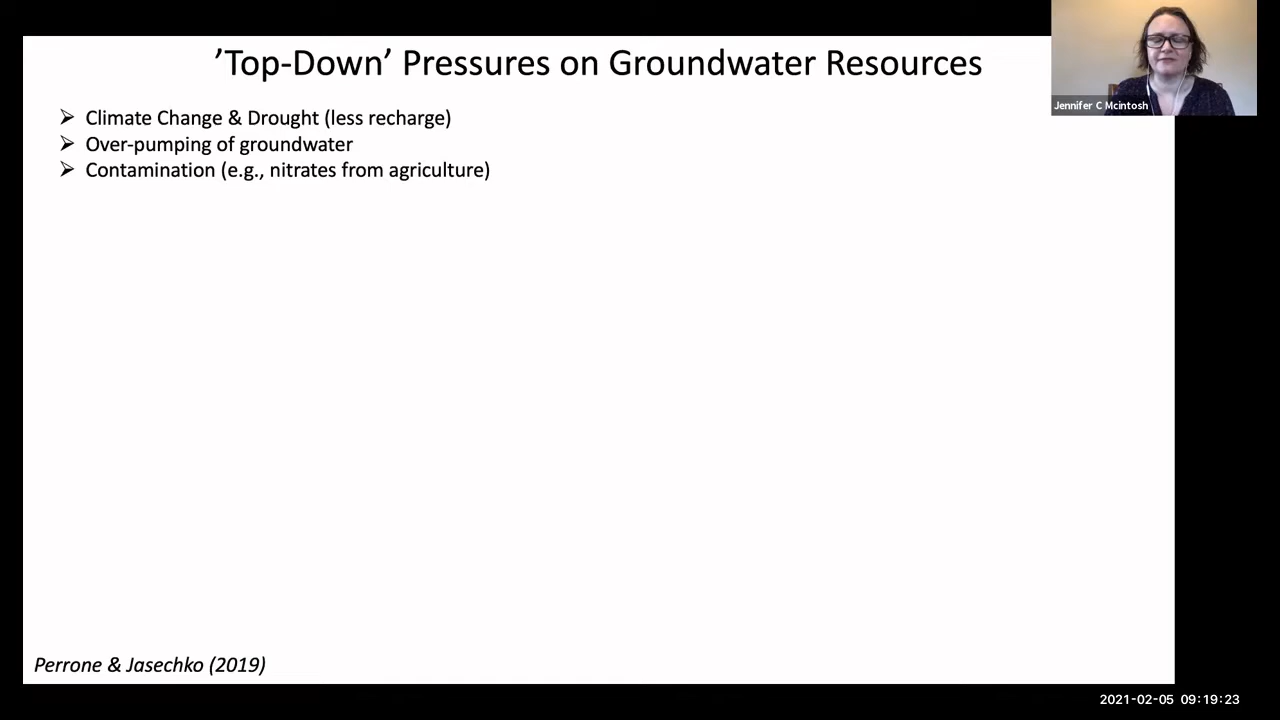 ’Top-Down’ Pressures on Groundwater Resources
Jennifer C Mcintosh
➢ Climate Change & Drought (less recharge)
➢ Over-pumping of groundwater
➢ Contamination (e.g., nitrates from agriculture)
Perrone & Jasechko (2019)
2021-02-05 09:19:23